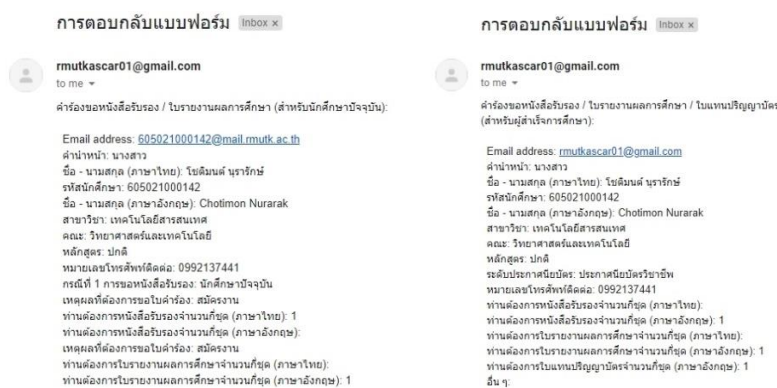 การตอบกลับแบบฟอร์ม Inbox x
rmutkascar01@gmail.com
to me
คำร้องขอหนังสือรับรอง / ใบรายงานผลการศึกษา (สำหรับนักศึกษาปัจจุบัน):
Email address: 605021000142@mail.rmutk.ac.th
คำนำหน้า: นางสาว
ชื่อ - นามสกุล (ภาษาไทย): โชติมนต์ นุรารักษ์
รหัสนักศึกษา: 605021000142
ชื่อ - นามสกุล (ภาษาอังกฤษ): Chotimon Nurarak
สาขาวิชา: เทคโนโลยีสารสนเทศ
คณะ: วิทยาศาสตร์และเทคโนโลยี
หลักสูตร: ปกติ
หมายเลขโทรศัพท์ติดต่อ: 0992137441
กรณีที่ 1 การขอหนังสือรับรอง: นักศึกษาปัจจุบัน
เหตุผลที่ต้องการขอใบคำร้อง: สมัครงาน
ท่านต้องการหนังสือรับรองจำนวนกี่ชุด (ภาษาไทย): 1
ท่านต้องการหนังสือรับรองจำนวนกี่ชุด (ภาษาอังกฤษ):
เหตุผลที่ต้องการขอใบคำร้อง: สมัครงาน
ท่านต้องการใบรายงานผลการศึกษาจำนวนกี่ชุด (ภาษาไทย):
ท่านต้องการใบรายงานผลการศึกษาจำนวนกี่ชุด (ภาษาอังกฤษ): 1
การตอบกลับแบบฟอร์ม Inbox x
rmutkascar01@gmail.com
to me
คำร้องขอหนังสือรับรอง / ใบรายงานผลการศึกษา / ใบแทนปริญญาบัตร
(สำหรับผู้สำเร็จการศึกษา):
Email address: rmutkascar01@gmail.com
คำนำหน้า: นางสาว
ชื่อ - นามสกุล (ภาษาไทย): โชติมนต์ นุรารักษ์
รหัสนักศึกษา: 605021000142
ชื่อ - นามสกุล (ภาษาอังกฤษ): Chotimon Nurarak
สาขาวิชา: เทคโนโลยีสารสนเทศ
คณะ: วิทยาศาสตร์และเทคโนโลยี
หลักสูตร: ปกติ
ระดับประกาศนียบัตร: ประกาศนียบัตรวิชาชีพ
หมายเลขโทรศัพท์ติดต่อ: 0992137441
ท่านต้องการหนังสือรับรองจำนวนกี่ชุด (ภาษาไทย):
ท่านต้องการหนังสือรับรองจำนวนกี่ชุด (ภาษาอังกฤษ): 1
ท่านต้องการใบรายงานผลการศึกษาจำนวนกี่ชุด (ภาษาไทย):
ท่านต้องการใบรายงานผลการศึกษาจำนวนกี่ชุด (ภาษาอังกฤษ): 1
ท่านต้องการใบแทนปริญญาบัตรจำนวนกี่ชุด (ภาษาอังกฤษ): 1
อื่น ๆ: